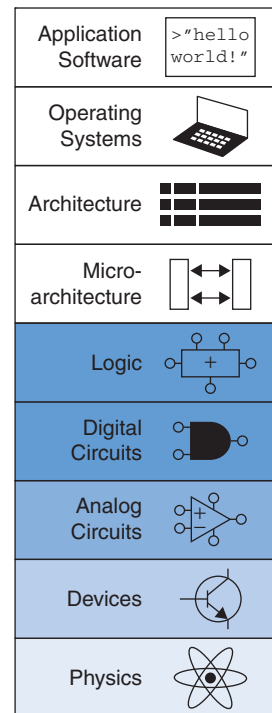 Application
Software
>"hello
world!"
Operating
Systems
Architecture
Micro-
architecture
Logic
+
Digital
Circuits
Analog
Circuits
+
−
Devices
Physics